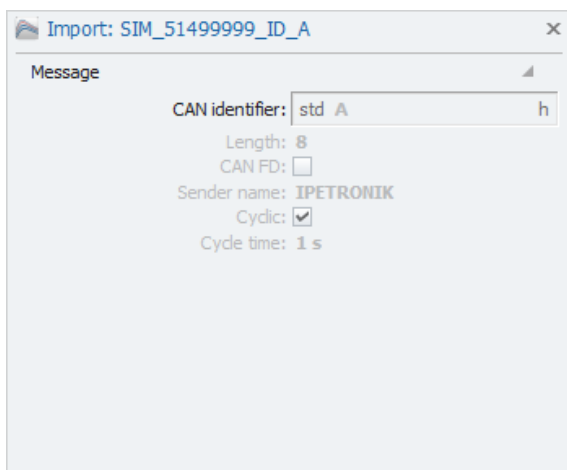 Import: SIM_51499999_ID_A
Message
CAN identifier: std A h
Length: 8
CAN FD:
Sender name: IPETRONIK
Cyclic:
Cycle time: 1 s